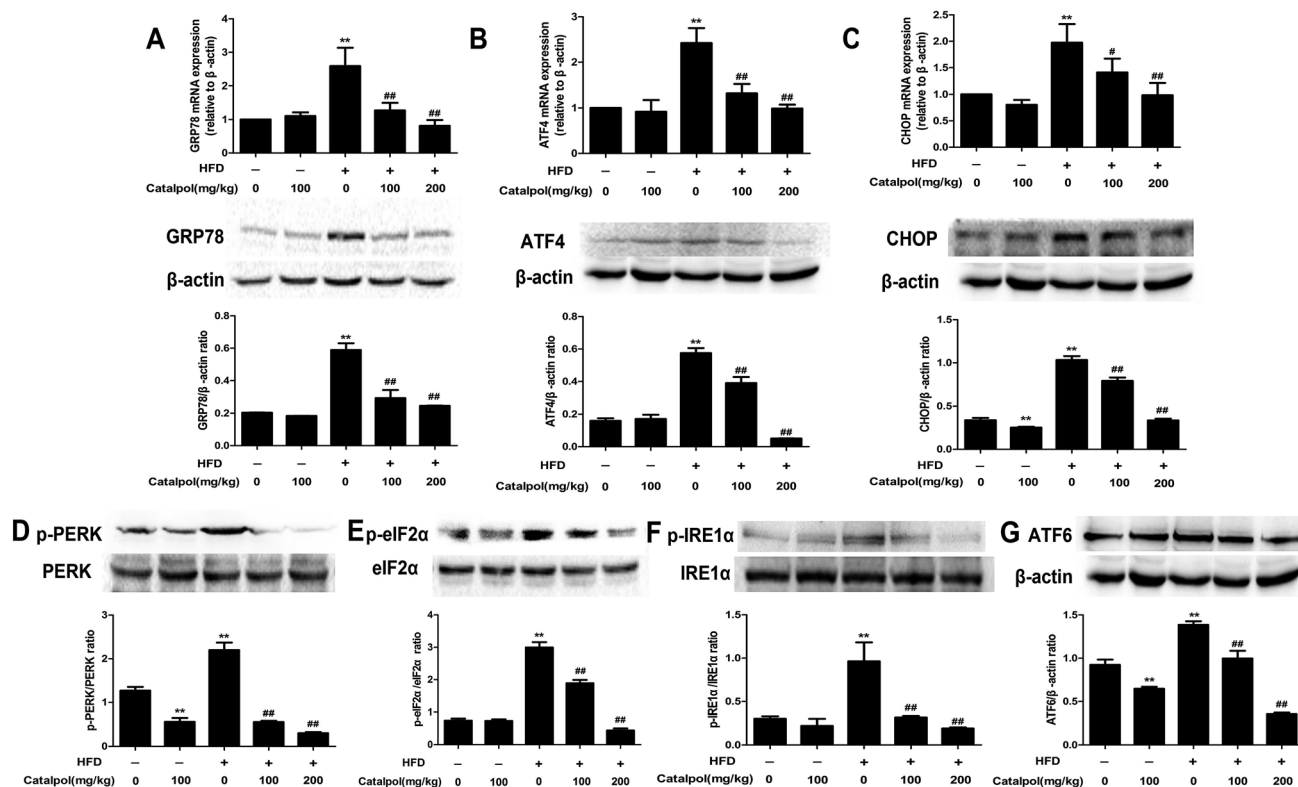 A
GRP78 mRNA expression
(relative to β -actin)
4
3
2
1
0
**
##
##
HFD – – + + +
Catalpol(mg/kg) 0 100 0 100 200
GRP78
β-actin
GRP78/β -actin ratio
0.8
0.6
0.4
0.2
0.0
**
##
##
HFD – – + + +
Catalpol(mg/kg) 0 100 0 100 200
B
ATF4 mRNA expression
(relative to β -actin)
3
2
1
0
**
##
##
HFD – – + + +
Catalpol(mg/kg) 0 100 0 100 200
ATF4
β-actin
ATF4/β -actin ratio
0.8
0.6
0.4
0.2
0.0
**
##
##
HFD – – + + +
Catalpol(mg/kg) 0 100 0 100 200
C
CHOP mRNA expression
(relative to β -actin)
2.5
2.0
1.5
1.0
0.5
0.0
**
#
##
HFD – – + + +
Catalpol(mg/kg) 0 100 0 100 200
CHOP
β-actin
CHOP/β -actin ratio
1.5
1.0
0.5
0.0
**
**
##
##
HFD – – + + +
Catalpol(mg/kg) 0 100 0 100 200
D
p-PERK
PERK
p-PERK/PERK ratio
3
2
1
0
**
**
##
##
HFD – – + + +
Catalpol(mg/kg) 0 100 0 100 200
E
p-eIF2α
eIF2α
p-eIF2α /eIF2α ratio
4
3
2
1
0
**
##
##
HFD – – + + +
Catalpol(mg/kg) 0 100 0 100 200
F
p-IRE1α
IRE1α
p-IRE1α /IRE1α ratio
1.5
1.0
0.5
0.0
**
##
##
HFD – – + + +
Catalpol(mg/kg) 0 100 0 100 200
G
ATF6
β-actin
ATF6/β -actin ratio
1.5
1.0
0.5
0.0
**
**
##
##
HFD – – + + +
Catalpol(mg/kg) 0 100 0 100 200